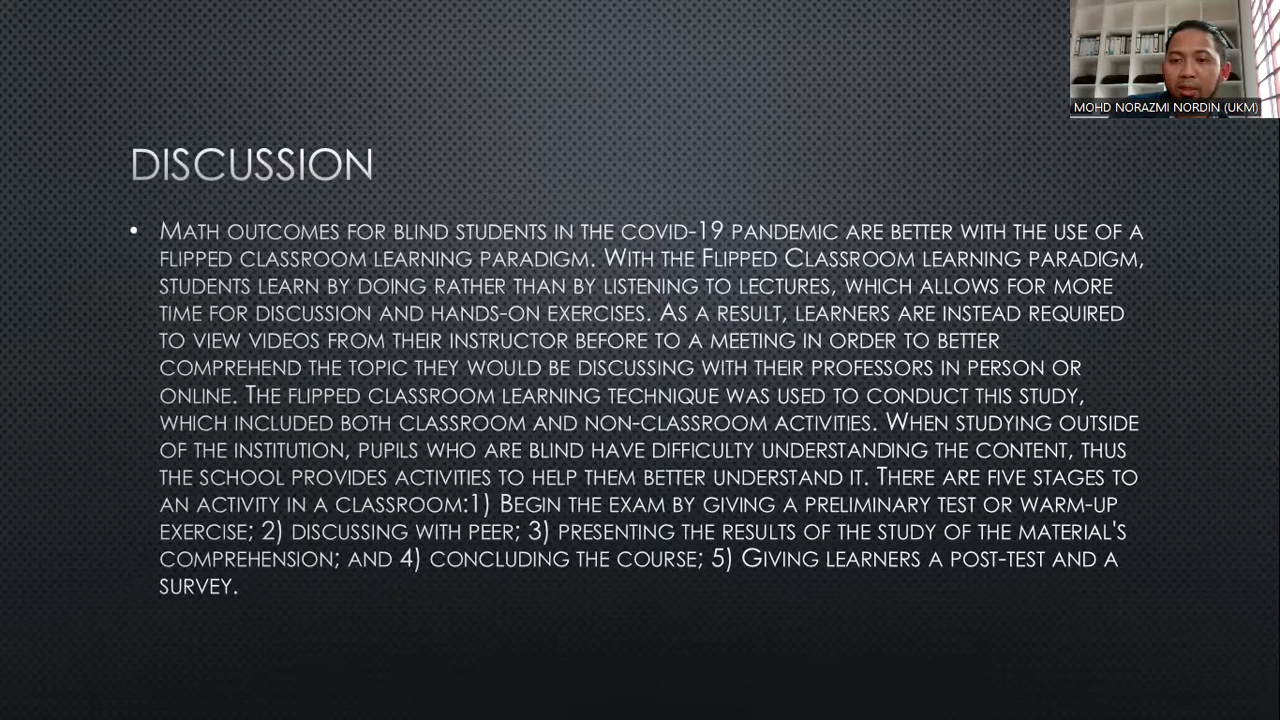 MOHD NORAZMI NORDIN (UKM)
DISCUSSION
• MATH OUTCOMES FOR BLIND STUDENTS IN THE COVID-19 PANDEMIC ARE BETTER WITH THE USE OF A
FLIPPED CLASSROOM LEARNING PARADIGM. WITH THE FLIPPED CLASSROOM LEARNING PARADIGM,
STUDENTS LEARN BY DOING RATHER THAN BY LISTENING TO LECTURES, WHICH ALLOWS FOR MORE
TIME FOR DISCUSSION AND HANDS-ON EXERCISES. AS A RESULT, LEARNERS ARE INSTEAD REQUIRED
TO VIEW VIDEOS FROM THEIR INSTRUCTOR BEFORE TO A MEETING IN ORDER TO BETTER
COMPREHEND THE TOPIC THEY WOULD BE DISCUSSING WITH THEIR PROFESSORS IN PERSON OR
ONLINE. THE FLIPPED CLASSROOM LEARNING TECHNIQUE WAS USED TO CONDUCT THIS STUDY,
WHICH INCLUDED BOTH CLASSROOM AND NON-CLASSROOM ACTIVITIES. WHEN STUDYING OUTSIDE
OF THE INSTITUTION, PUPILS WHO ARE BLIND HAVE DIFFICULTY UNDERSTANDING THE CONTENT, THUS
THE SCHOOL PROVIDES ACTIVITIES TO HELP THEM BETTER UNDERSTAND IT. THERE ARE FIVE STAGES TO
AN ACTIVITY IN A CLASSROOM:1) BEGIN THE EXAM BY GIVING A PRELIMINARY TEST OR WARM-UP
EXERCISE; 2) DISCUSSING WITH PEER; 3) PRESENTING THE RESULTS OF THE STUDY OF THE MATERIAL'S
COMPREHENSION; AND 4) CONCLUDING THE COURSE; 5) GIVING LEARNERS A POST-TEST AND A
SURVEY.